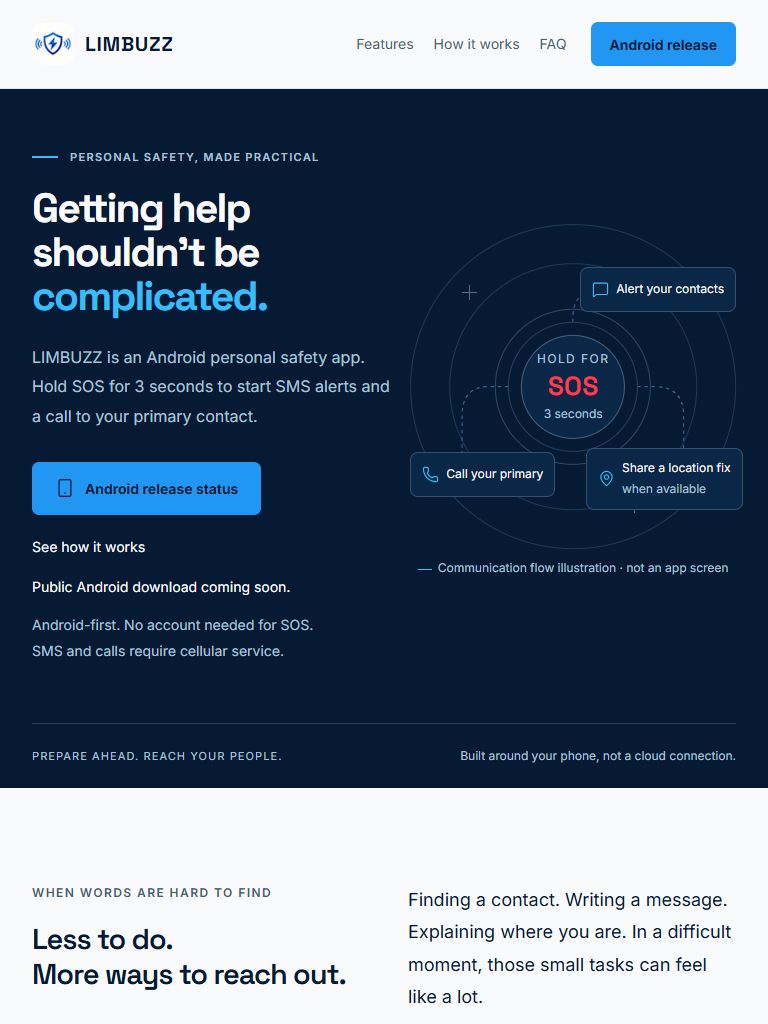 LIMBUZZ
Features
How it works
FAQ
Android release
PERSONAL SAFETY, MADE PRACTICAL
Getting help
shouldn’t be
complicated.
LIMBUZZ is an Android personal safety app.
Hold SOS for 3 seconds to start SMS alerts and
a call to your primary contact.
Android release status
See how it works
Public Android download coming soon.
Android-first. No account needed for SOS.
SMS and calls require cellular service.
Alert your contacts
HOLD FOR
SOS
3 seconds
Call your primary
Share a location fix
when available
Communication flow illustration · not an app screen
PREPARE AHEAD. REACH YOUR PEOPLE.
Built around your phone, not a cloud connection.
WHEN WORDS ARE HARD TO FIND
Less to do.
More ways to reach out.
Finding a contact. Writing a message.
Explaining where you are. In a difficult
moment, those small tasks can feel
like a lot.